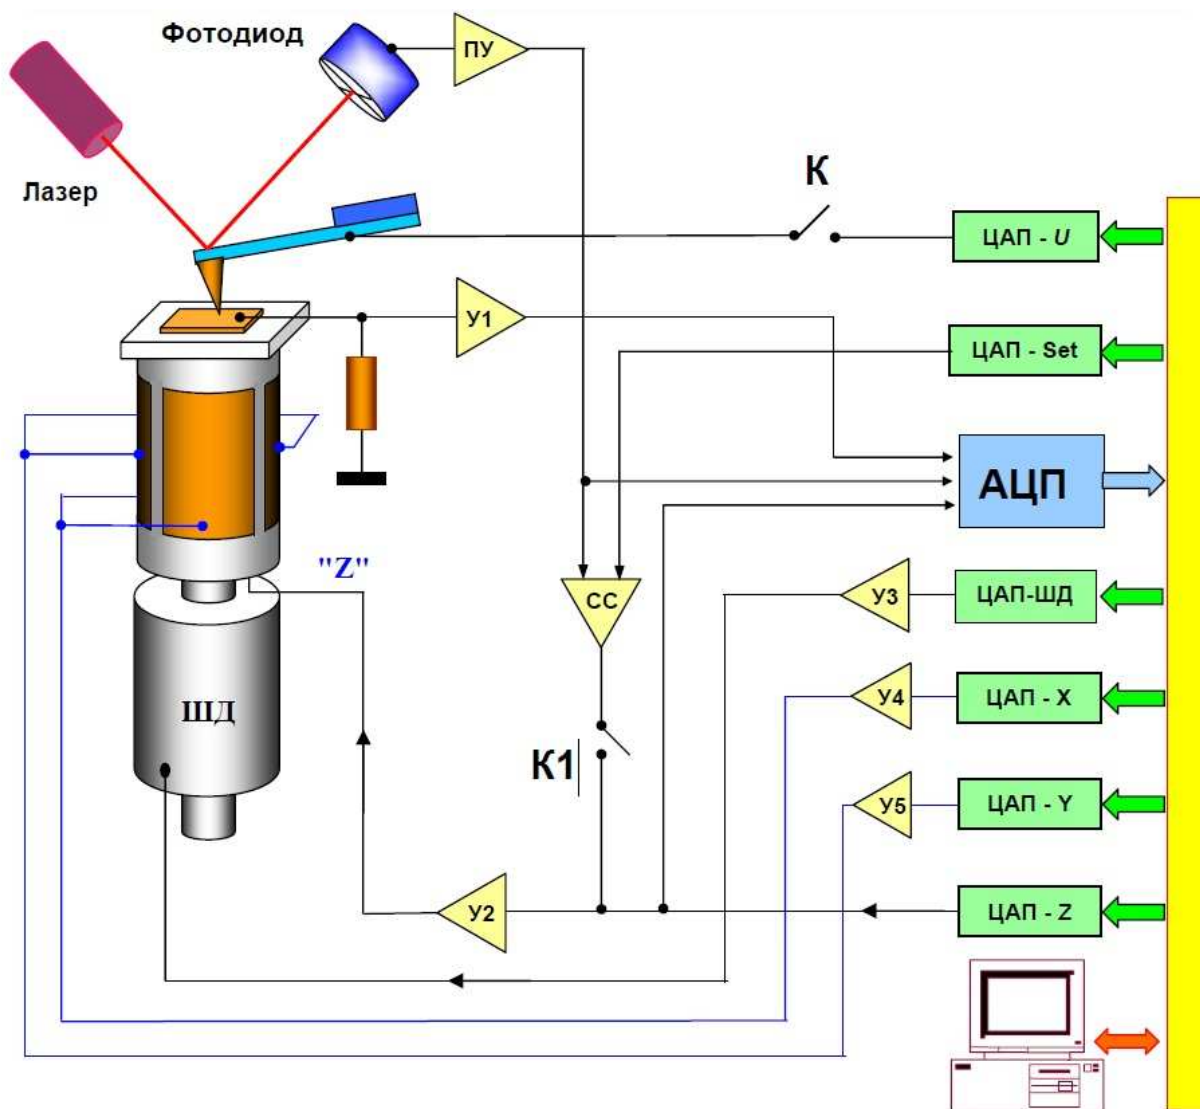 Фотодиод
ПУ
Лазер
К
ЦАП - U
У1
ЦАП - Set
АЦП
"Z"
СС
У3
ЦАП-ШД
ШД
У4
ЦАП - X
К1
У5
ЦАП - Y
У2
ЦАП - Z